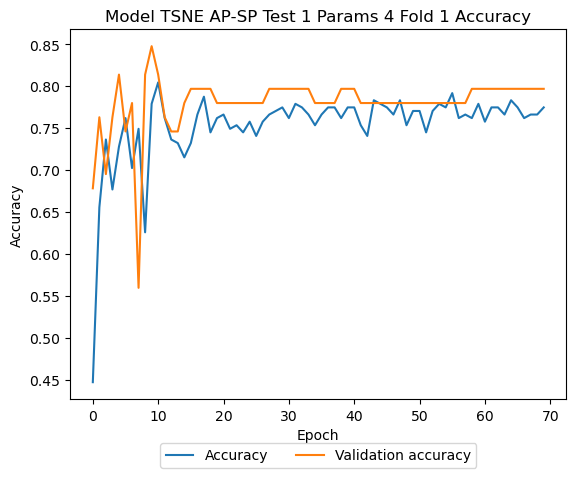 Model TSNE AP-SP Test 1 Params 4 Fold 1 Accuracy
Accuracy
0.85
0.80
0.75
0.70
0.65
0.60
0.55
0.50
0.45
0 10 20 30 40 50 60 70
Epoch
Accuracy Validation accuracy